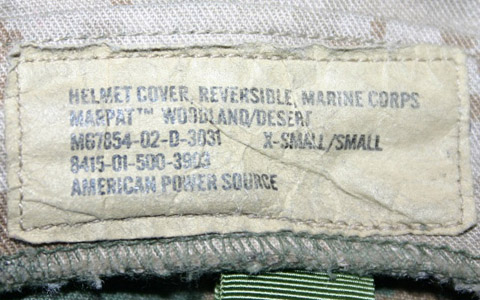 HELMET COVER, REVERSIBLE, MARINE CORPS
MARPAT™ WOODLAND/DESERT
M67854-02-D-3031 X-SMALL/SMALL
8415-01-500-3903
AMERICAN POWER SOURCE